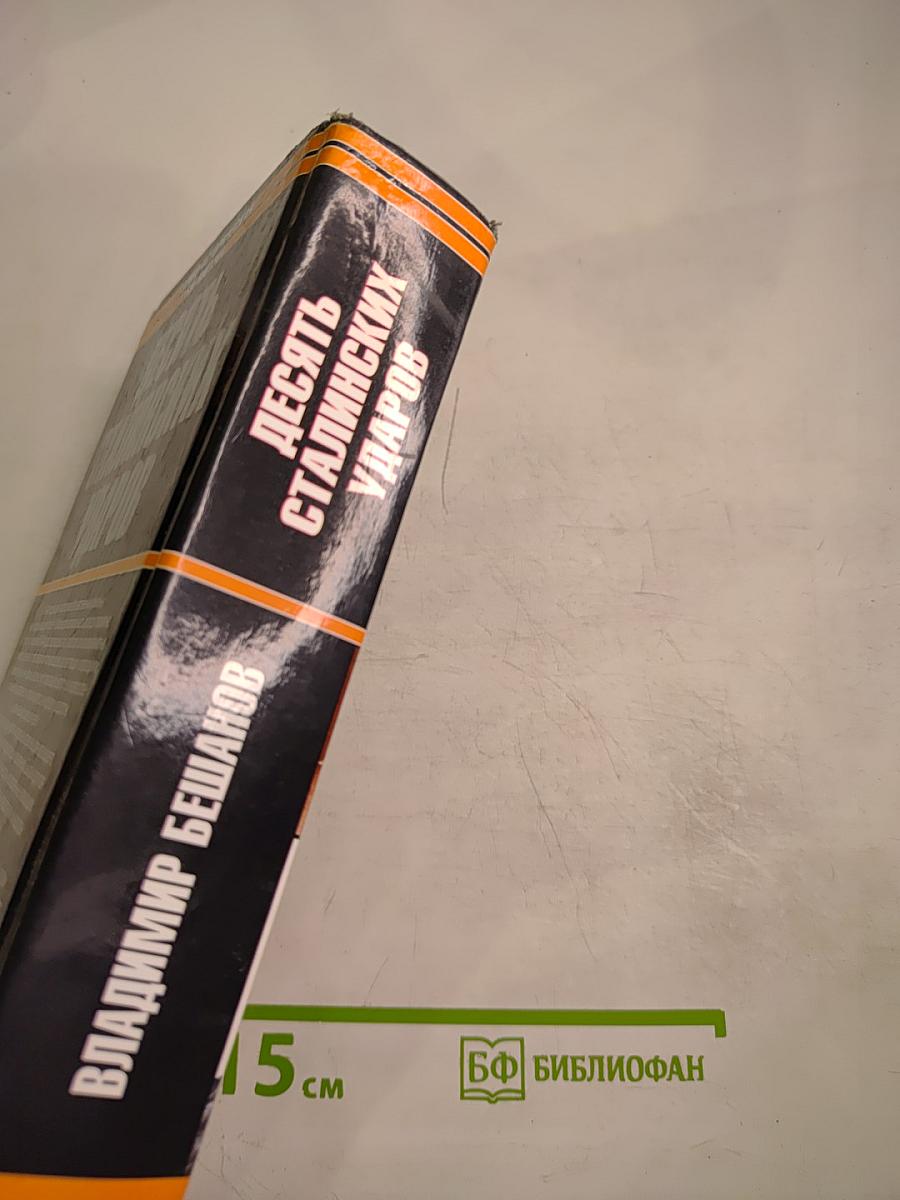 ДЕСЯТЬ
СТАЛИНСКИХ
УДАРОВ
ВЛАДИМИР БЕШАНОВ
15 см
БФ БИБЛИОФАН